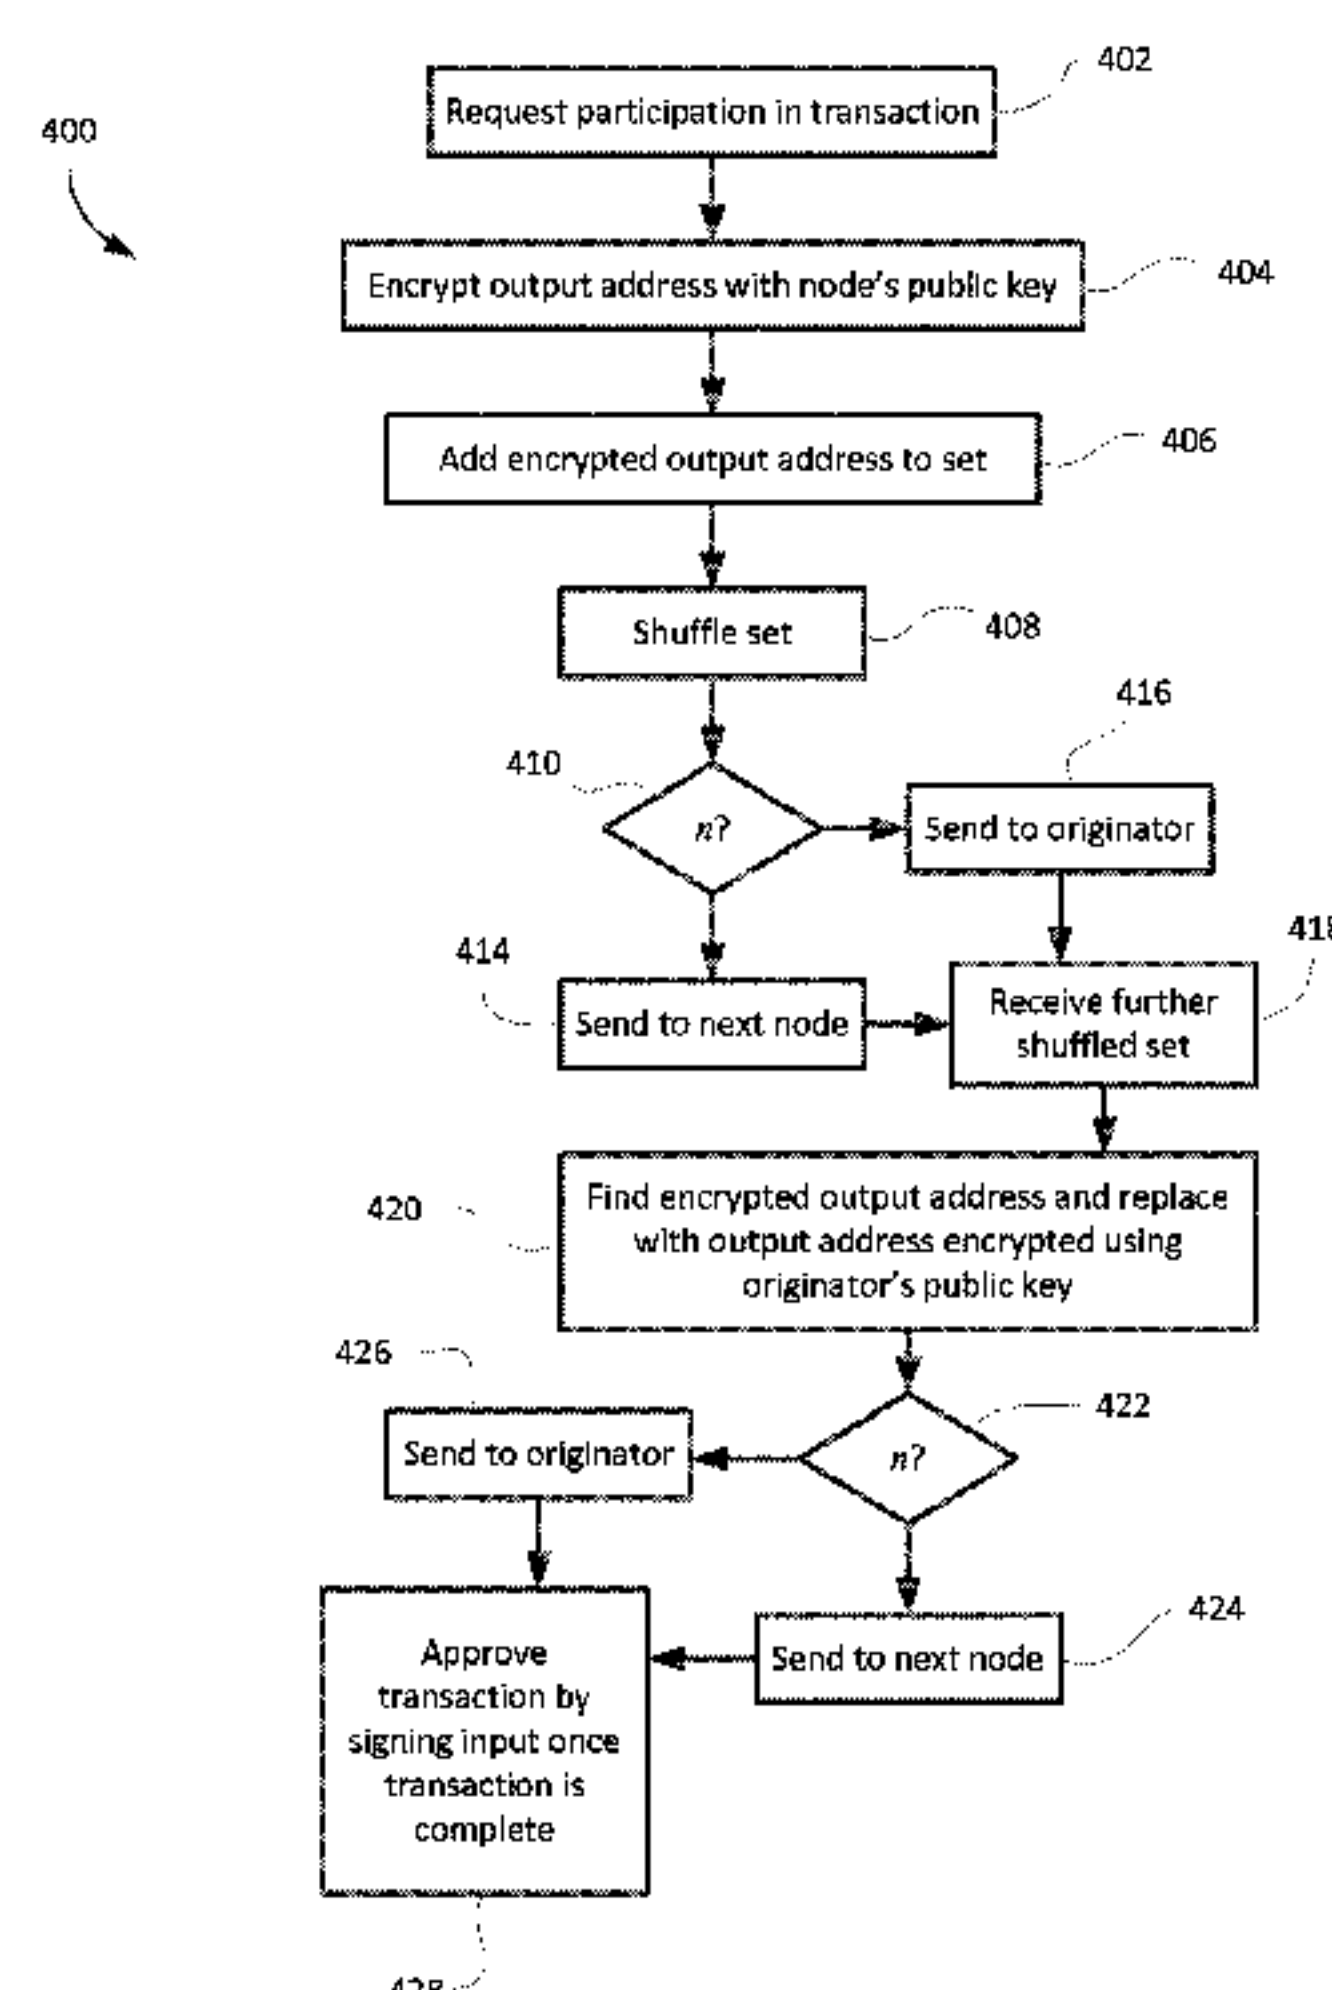 402
Request participation in transaction
400
Encrypt output address with node's public key
404
Add encrypted output address to set
406
Shuffle set
408
416
410
n?
Send to originator
414
418
Send to next node
Receive further
shuffled set
420
Find encrypted output address and replace
with output address encrypted using
originator's public key
426
422
Send to originator
n?
424
Send to next node
Approve
transaction by
signing input once
transaction is
complete
428